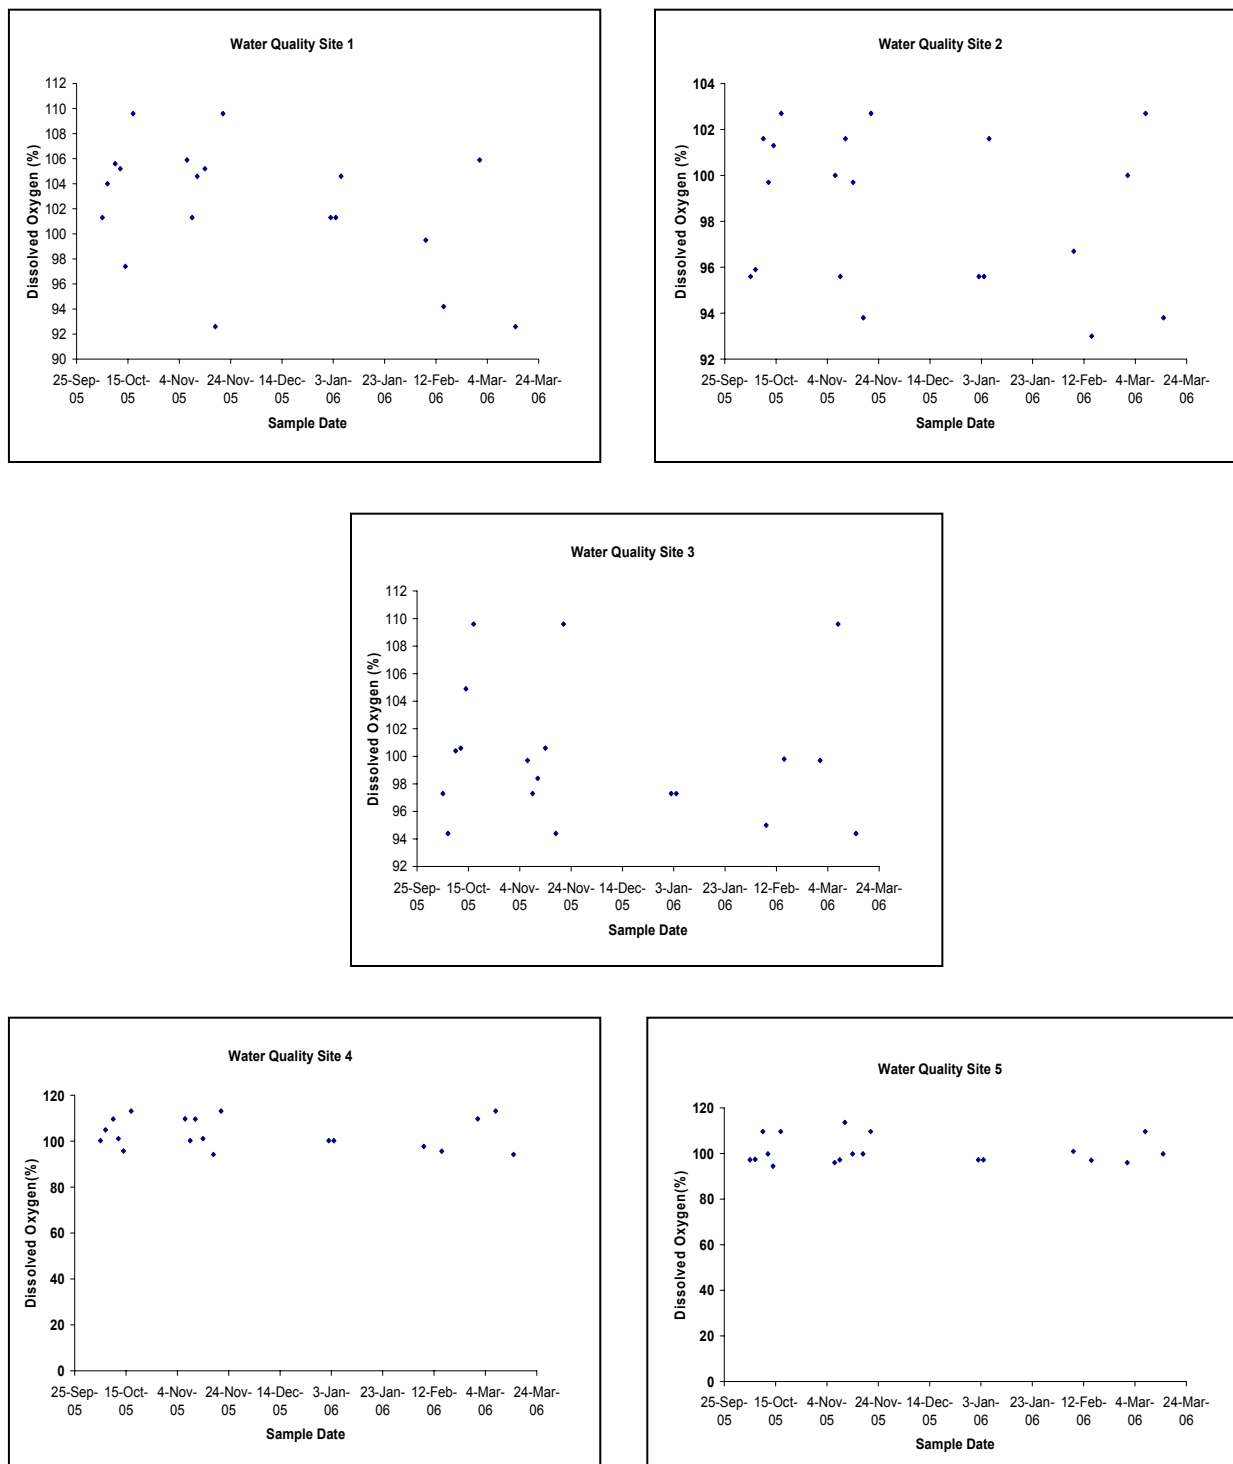 Water Quality Site 1
Dissolved Oxygen (%)
112
110
108
106
104
102
100
98
96
94
92
90
25-Sep- 15-Oct- 4-Nov- 24-Nov- 14-Dec- 3-Jan- 23-Jan- 12-Feb- 4-Mar- 24-Mar-
05 05 05 05 05 06 06 06 06 06
Sample Date
Water Quality Site 2
Dissolved Oxygen (%)
104
102
100
98
96
94
92
25-Sep- 15-Oct- 4-Nov- 24-Nov- 14-Dec- 3-Jan- 23-Jan- 12-Feb- 4-Mar- 24-Mar-
05 05 05 05 05 06 06 06 06 06
Sample Date
Water Quality Site 3
Dissolved Oxygen (%)
112
110
108
106
104
102
100
98
96
94
92
25-Sep- 15-Oct- 4-Nov- 24-Nov- 14-Dec- 3-Jan- 23-Jan- 12-Feb- 4-Mar- 24-Mar-
05 05 05 05 05 06 06 06 06 06
Sample Date
Water Quality Site 4
Dissolved Oxygen(%)
120
100
80
60
40
20
0
25-Sep- 15-Oct- 4-Nov- 24-Nov- 14-Dec- 3-Jan- 23-Jan- 12-Feb- 4-Mar- 24-Mar-
05 05 05 05 05 06 06 06 06 06
Sample Date
Water Quality Site 5
Dissolved Oxygen(%)
120
100
80
60
40
20
0
25-Sep- 15-Oct- 4-Nov- 24-Nov- 14-Dec- 3-Jan- 23-Jan- 12-Feb- 4-Mar- 24-Mar-
05 05 05 05 05 06 06 06 06 06
Sample Date